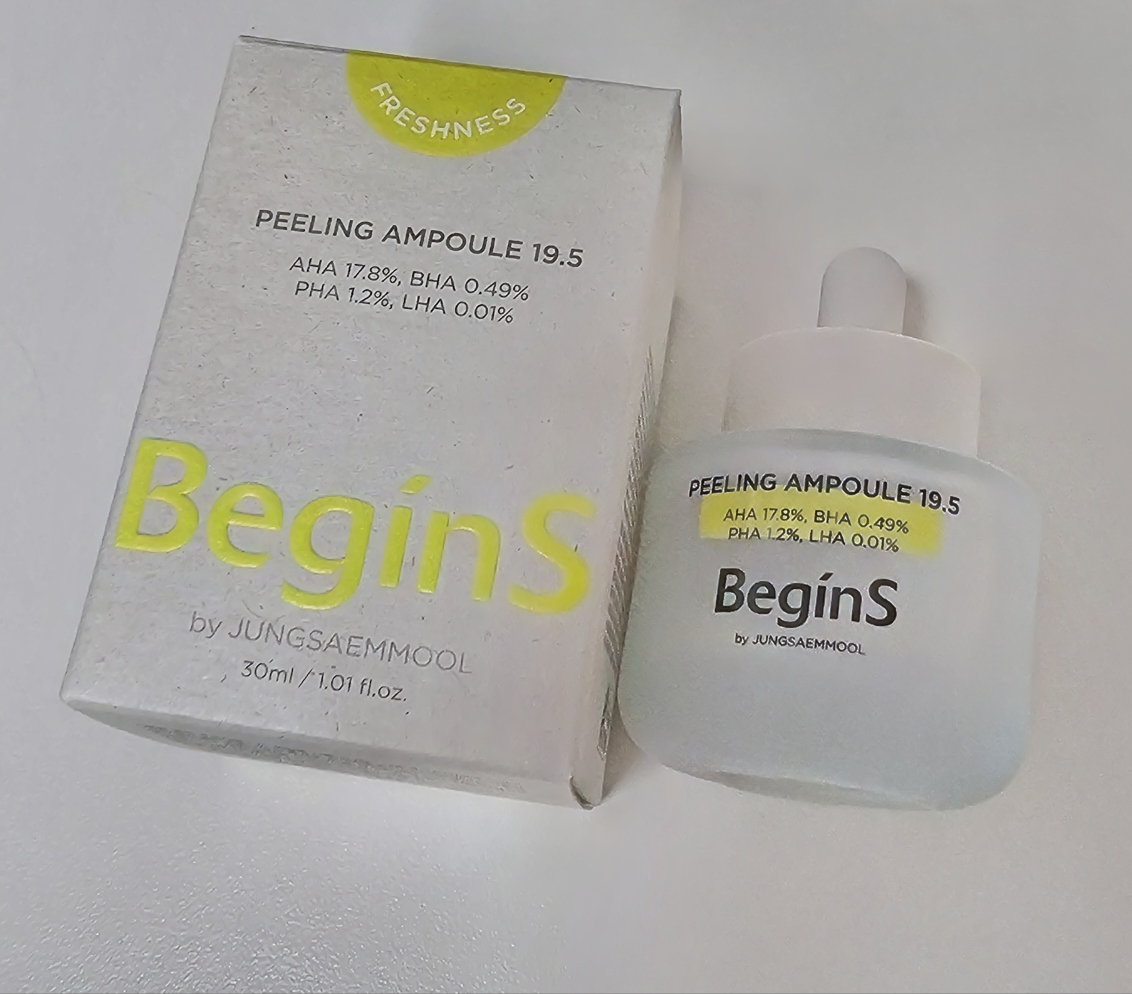 FRESHNESS
PEELING AMPOULE 19.5
AHA 17.8%, BHA 0.49%
PHA 1.2%, LHA 0.01%
BegínS
by JUNGSAEMMOOL
30ml / 1.01 fl.oz.
PEELING AMPOULE 19.5
AHA 17.8%, BHA 0.49%
PHA 1.2%, LHA 0.01%
BegínS
by JUNGSAEMMOOL